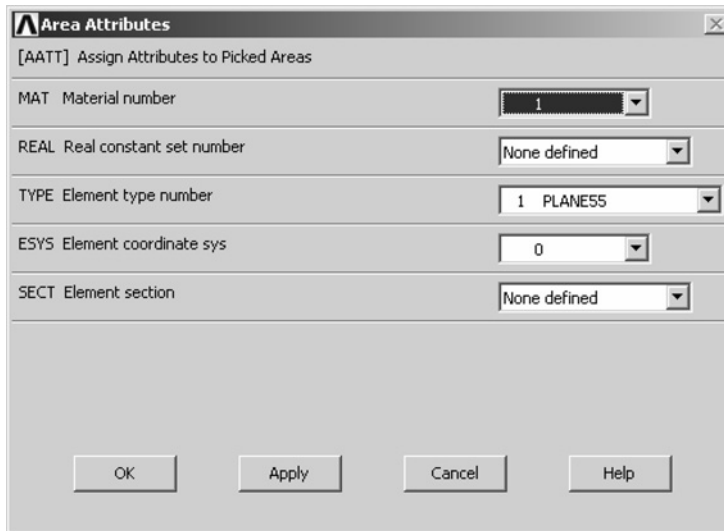 Area Attributes
[AATT] Assign Attributes to Picked Areas
MAT Material number 1
REAL Real constant set number None defined
TYPE Element type number 1 PLANE55
ESYS Element coordinate sys 0
SECT Element section None defined
OK Apply Cancel Help